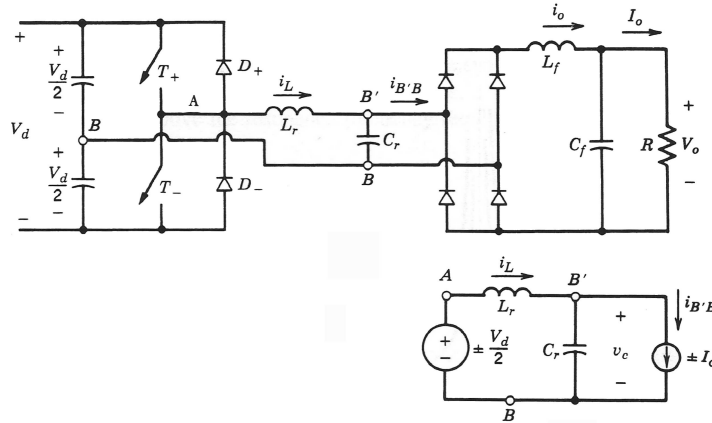 i_o I_o
+ + T_+ D_+ L_f
V_d/2 i_L B' i_{B'B} +
− A
V_d B L_r C_r C_f R V_o
+ B −
V_d/2 T_− D_−
− −
A i_L B'
L_r i_{B'B}
+ − ± V_d/2 C_r + v_c − ± I_o
B